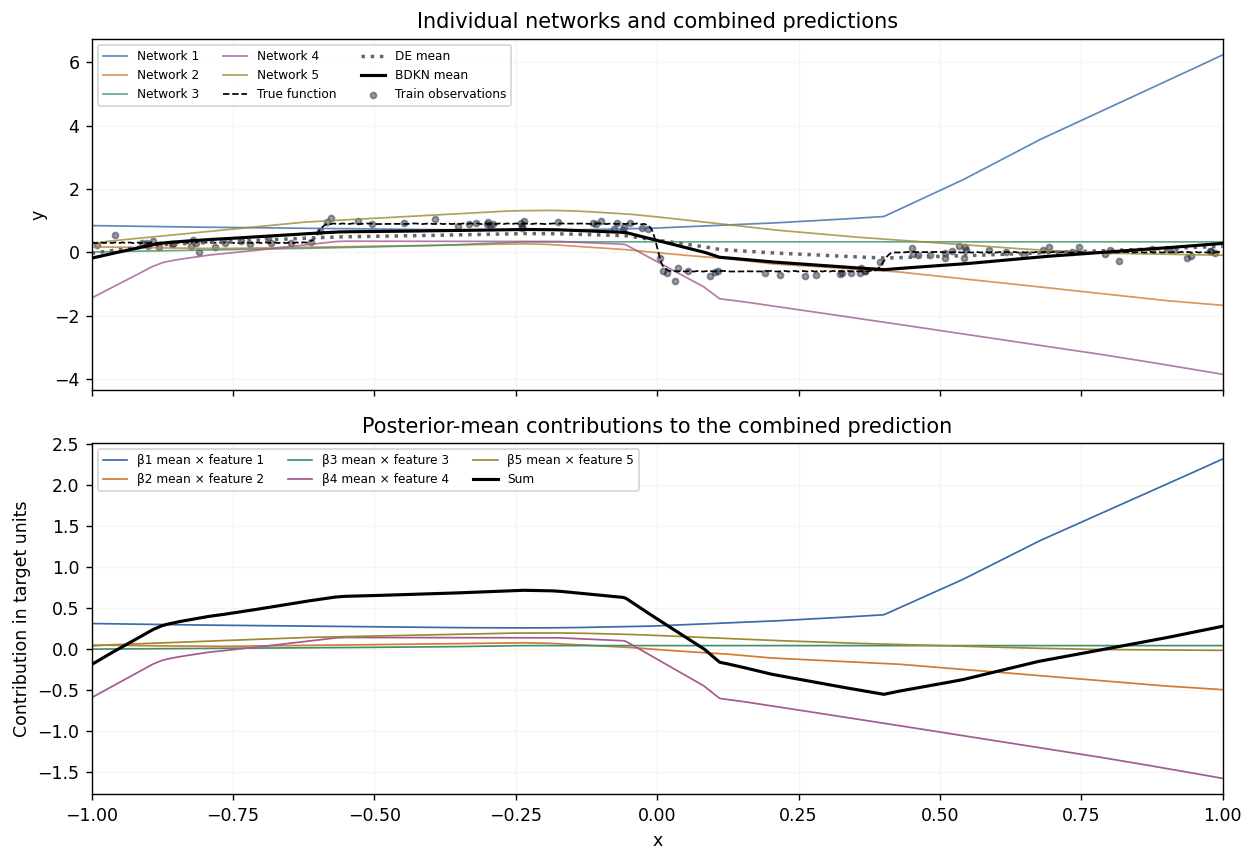 Individual networks and combined predictions
Network 1 Network 4 DE mean
Network 2 Network 5 BDKN mean
Network 3 True function Train observations
6
4
2
0
−2
−4
y
Posterior-mean contributions to the combined prediction
β1 mean × feature 1 β3 mean × feature 3 β5 mean × feature 5
β2 mean × feature 2 β4 mean × feature 4 Sum
2.5
2.0
1.5
1.0
0.5
0.0
−0.5
−1.0
−1.5
Contribution in target units
−1.00 −0.75 −0.50 −0.25 0.00 0.25 0.50 0.75 1.00
x